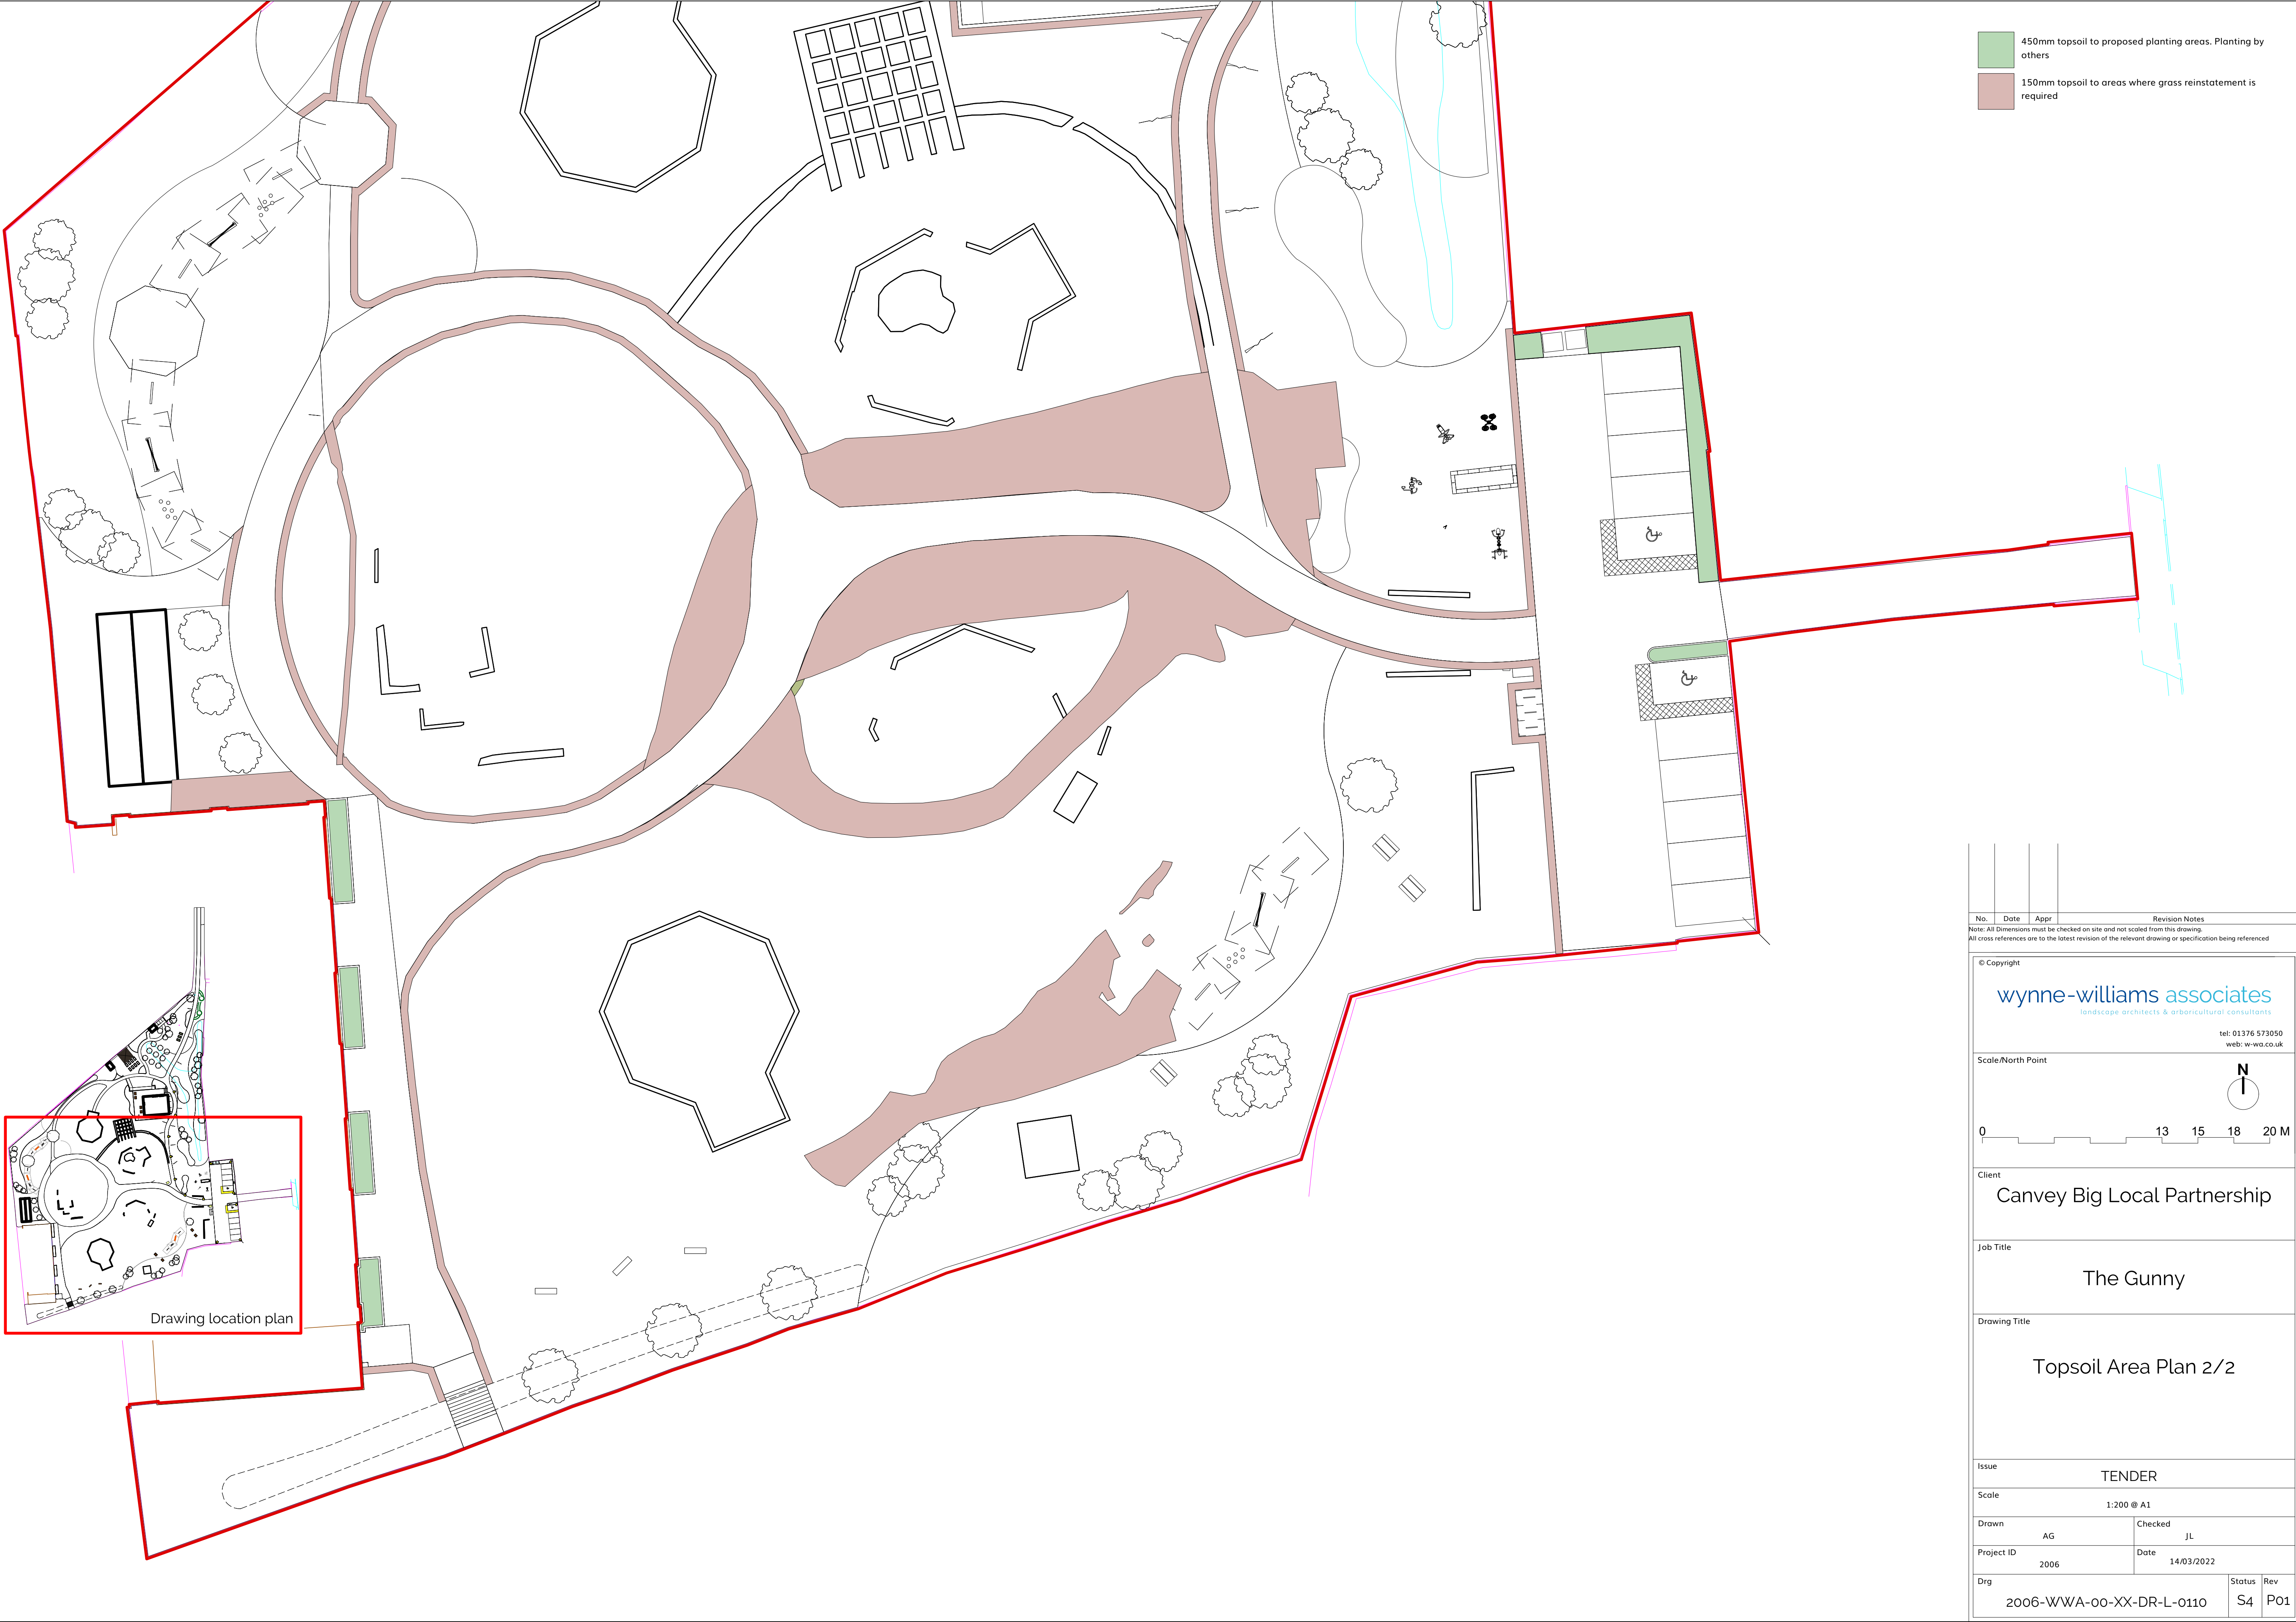 450mm topsoil to proposed planting areas. Planting by
others
150mm topsoil to areas where grass reinstatement is
required
No. Date Appr Revision Notes
Note: All Dimensions must be checked on site and not scaled from this drawing.
All cross references are to the latest revision of the relevant drawing or specification being referenced
© Copyright
wynne-williams associates
landscape architects & arboricultural consultants
tel: 01376 573050
web: w-wa.co.uk
Scale/North Point
N
0 13 15 18 20 M
Client
Canvey Big Local Partnership
Job Title
The Gunny
Drawing Title
Topsoil Area Plan 2/2
Drawing location plan
Issue
TENDER
Scale
1:200 @ A1
Drawn Checked
AG JL
Project ID Date
2006 14/03/2022
Drg Status Rev
2006-WWA-00-XX-DR-L-0110 S4 P01